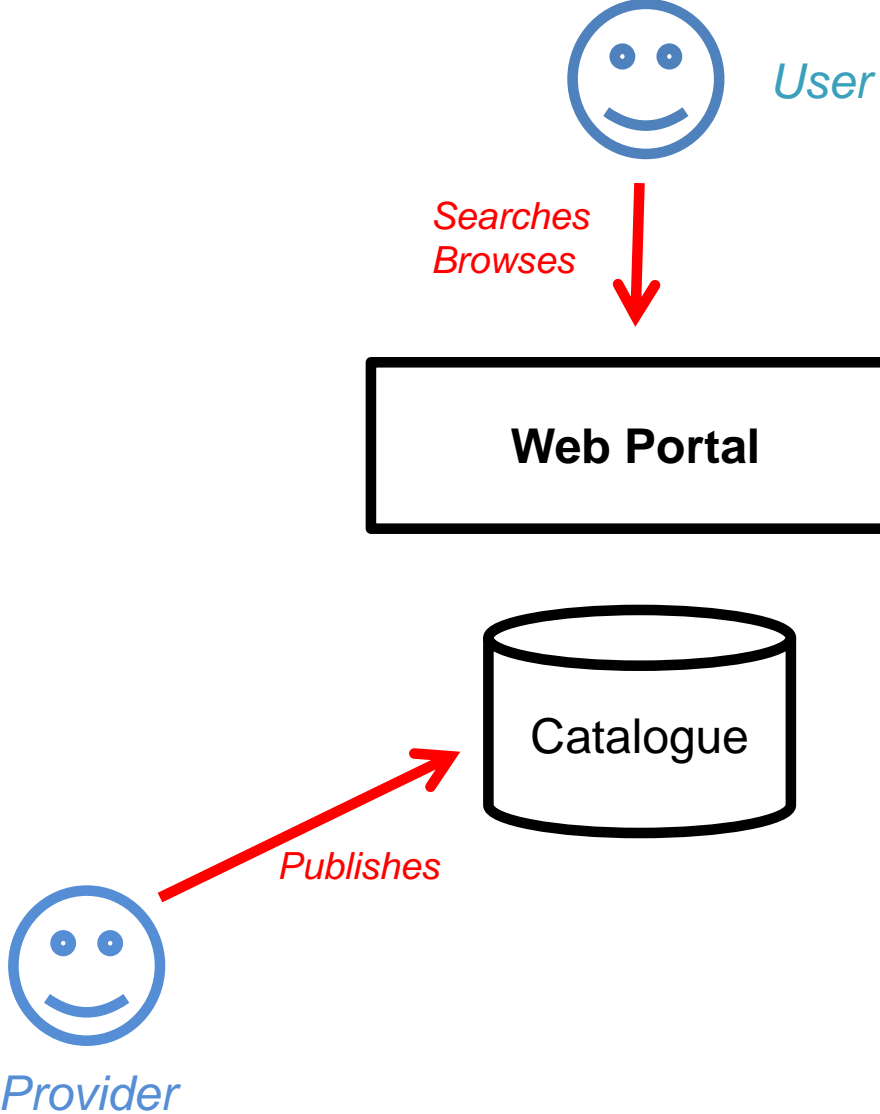 User
Searches
Browses
Web Portal
Catalogue
Publishes
Provider